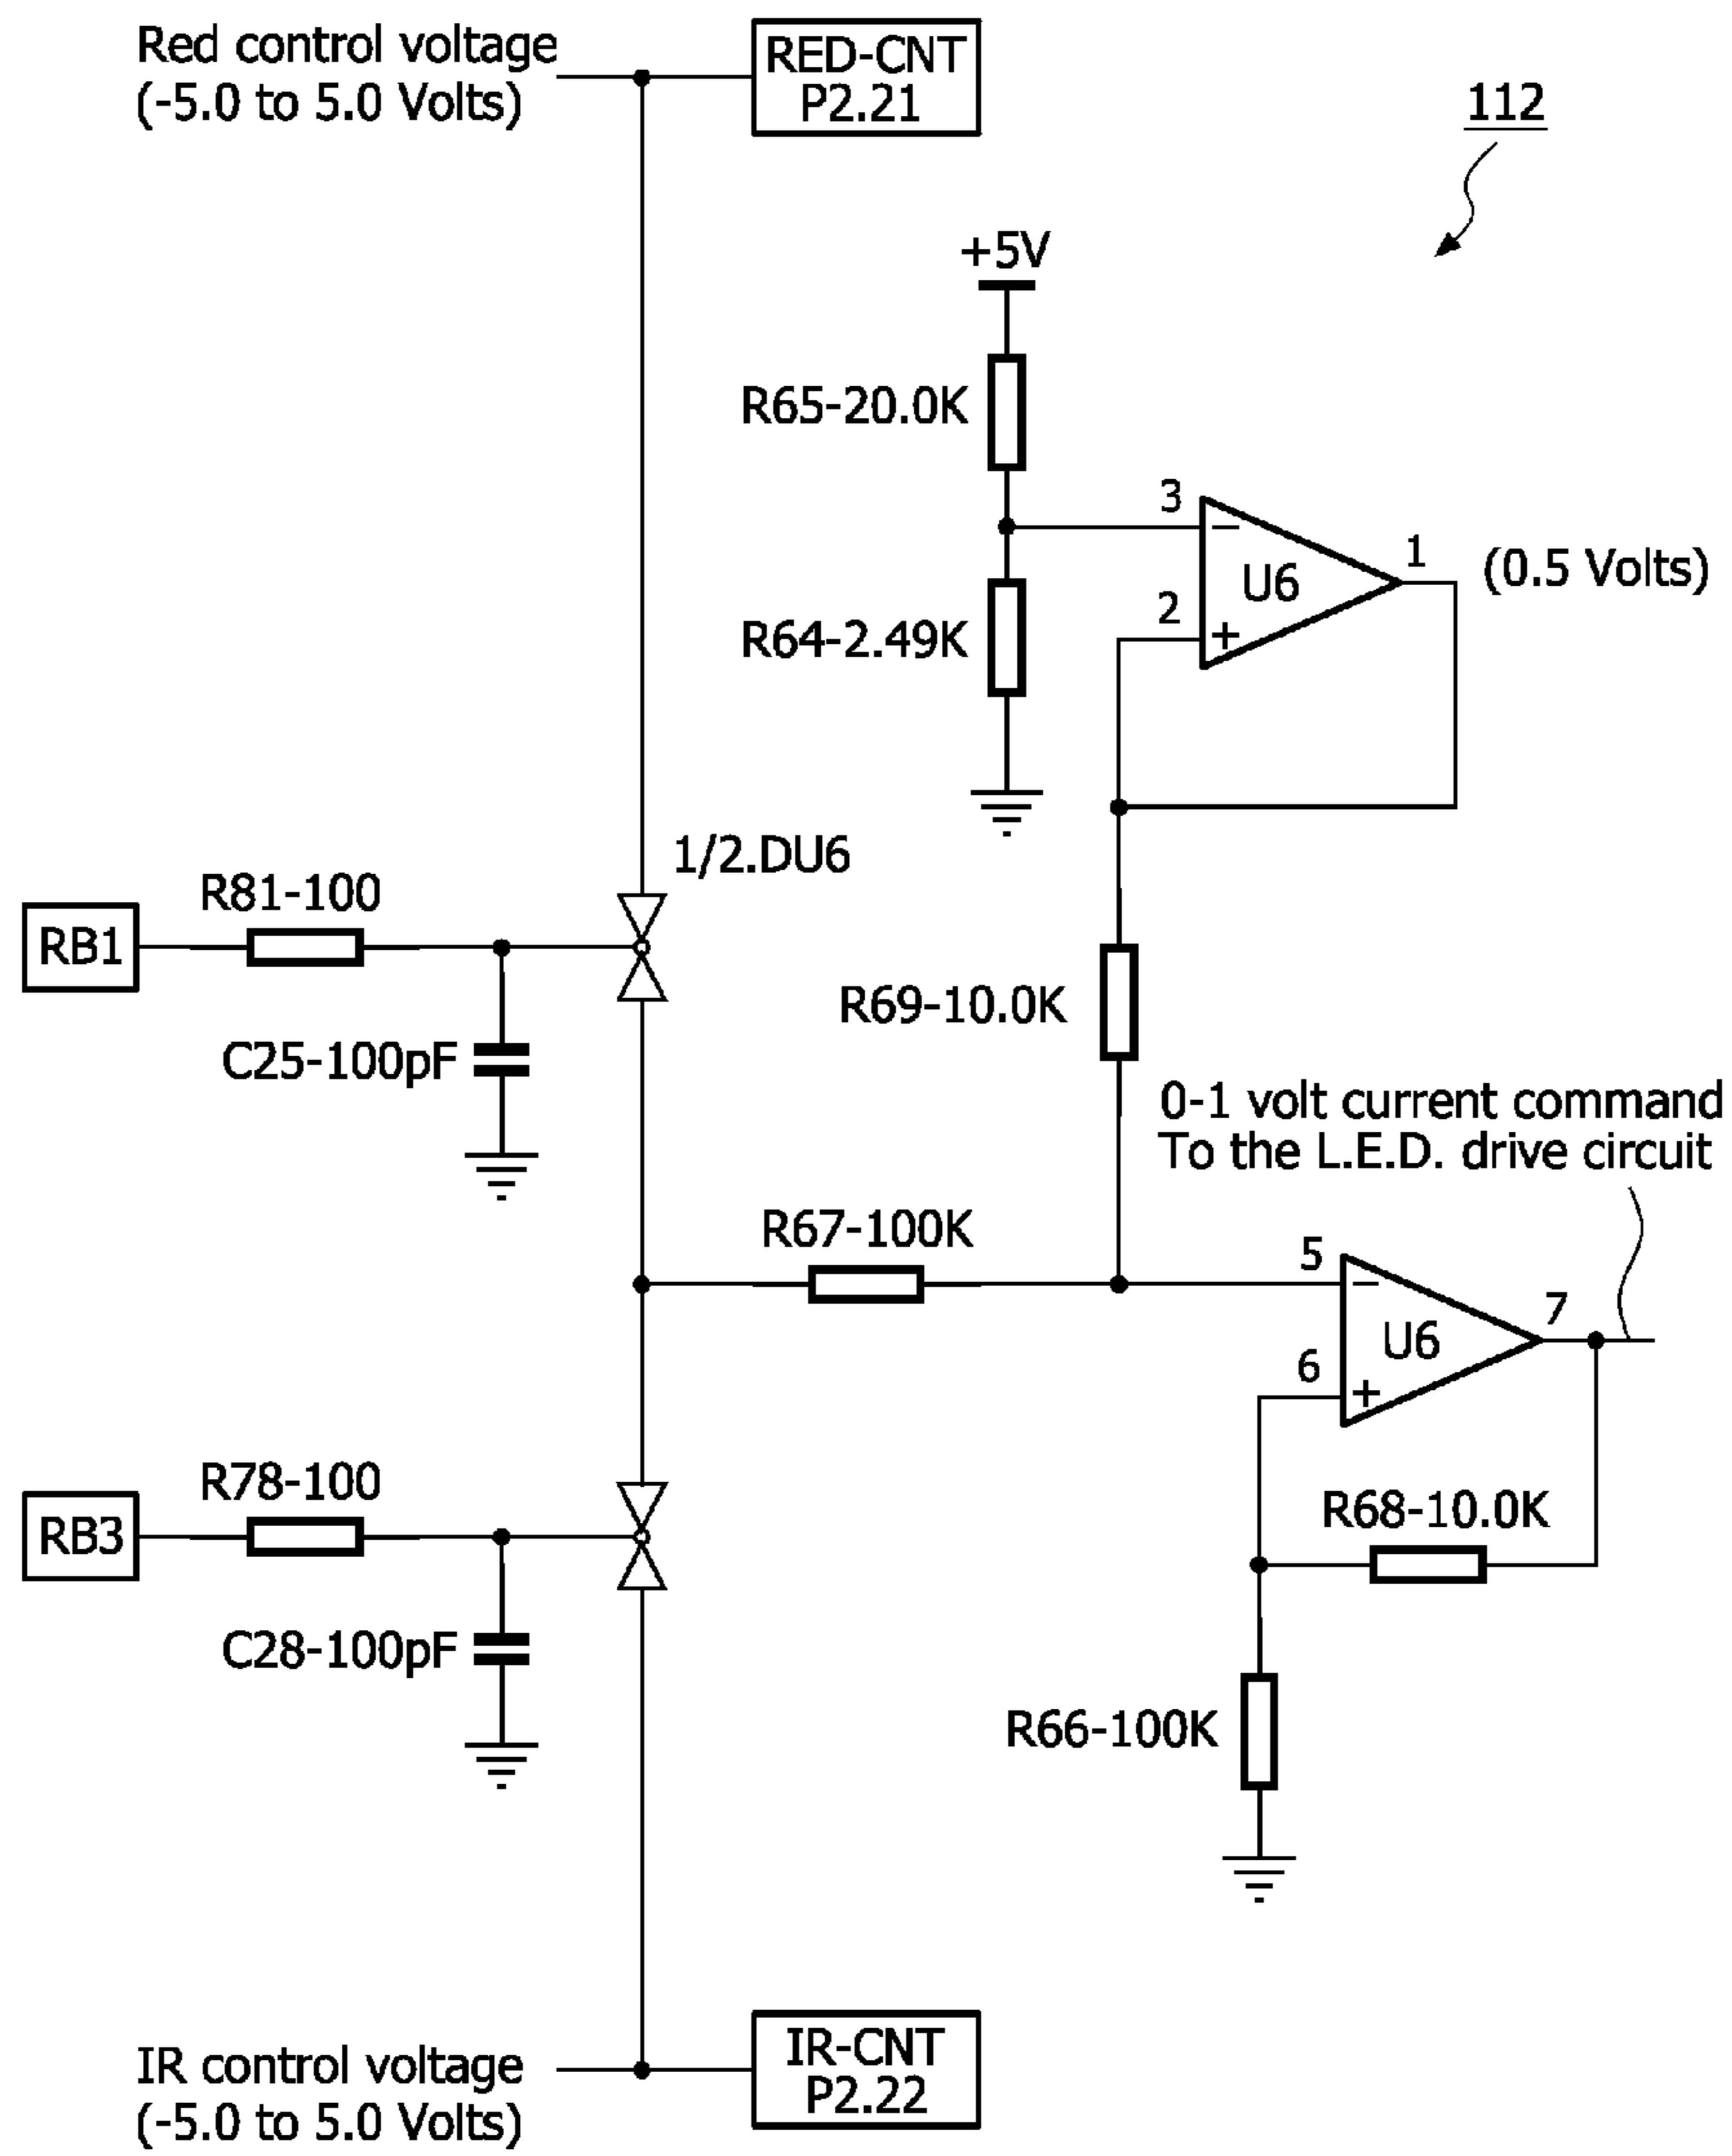 Red control voltage
(-5.0 to 5.0 Volts)
RED-CNT
P2.21
112
+5V
R65-20.0K
3
−
1
(0.5 Volts)
U6
2
+
R64-2.49K
1/2.DU6
R81-100
RB1
R69-10.0K
C25-100pF
0-1 volt current command
To the L.E.D. drive circuit
R67-100K
5
−
7
U6
6
+
R78-100
RB3
R68-10.0K
C28-100pF
R66-100K
IR control voltage
(-5.0 to 5.0 Volts)
IR-CNT
P2.22